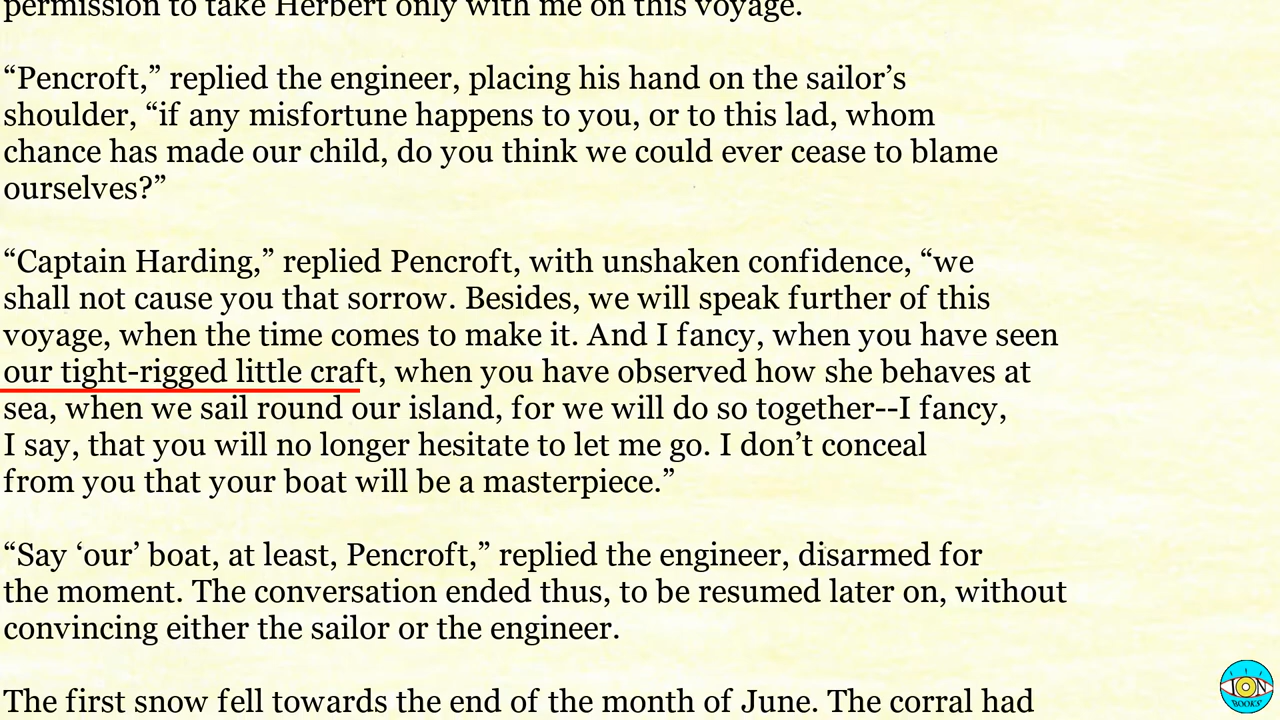 permission to take Herbert only with me on this voyage.
“Pencroft,” replied the engineer, placing his hand on the sailor’s
shoulder, “if any misfortune happens to you, or to this lad, whom
chance has made our child, do you think we could ever cease to blame
ourselves?”
“Captain Harding,” replied Pencroft, with unshaken confidence, “we
shall not cause you that sorrow. Besides, we will speak further of this
voyage, when the time comes to make it. And I fancy, when you have seen
our tight-rigged little craft, when you have observed how she behaves at
sea, when we sail round our island, for we will do so together--I fancy,
I say, that you will no longer hesitate to let me go. I don’t conceal
from you that your boat will be a masterpiece.”
“Say ‘our’ boat, at least, Pencroft,” replied the engineer, disarmed for
the moment. The conversation ended thus, to be resumed later on, without
convincing either the sailor or the engineer.
The first snow fell towards the end of the month of June. The corral had
ION
BOOKS